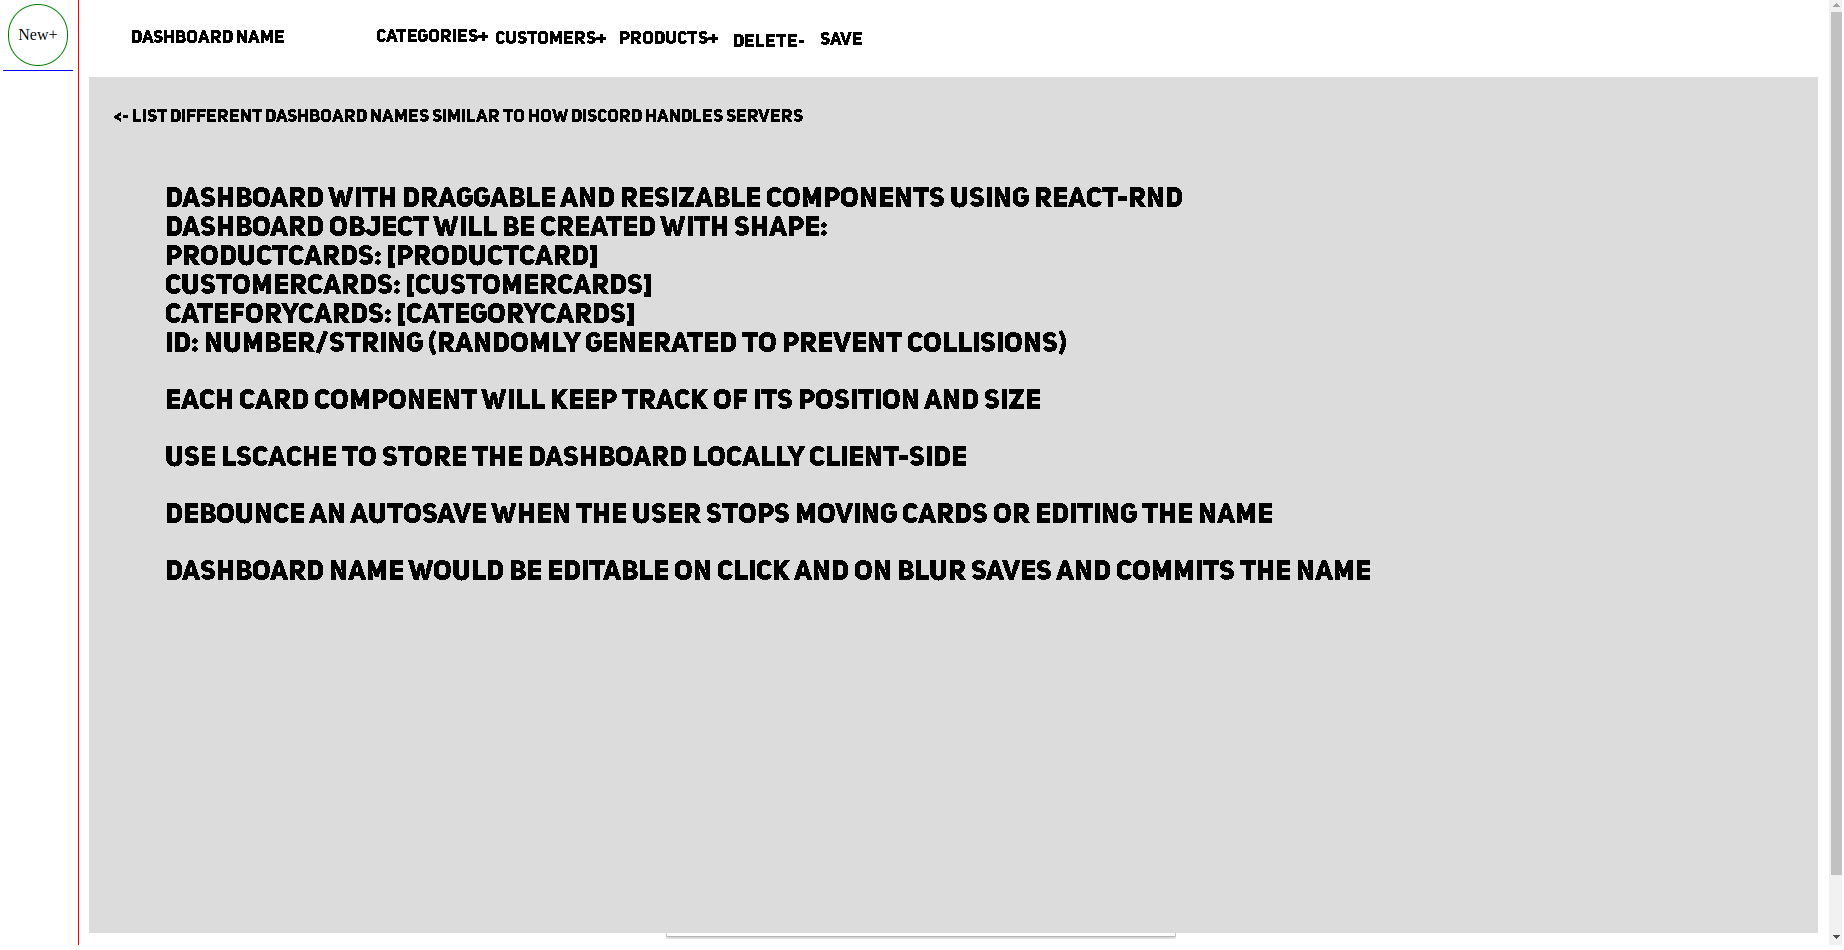 New+
DASHBOARD NAME
CATEGORIES+ CUSTOMERS+ PRODUCTS+ DELETE- SAVE
<- LIST DIFFERENT DASHBOARD NAMES SIMILAR TO HOW DISCORD HANDLES SERVERS
DASHBOARD WITH DRAGGABLE AND RESIZABLE COMPONENTS USING REACT-RND
DASHBOARD OBJECT WILL BE CREATED WITH SHAPE:
PRODUCTCARDS: [PRODUCTCARD]
CUSTOMERCARDS: [CUSTOMERCARDS]
CATEFORYCARDS: [CATEGORYCARDS]
ID: NUMBER/STRING (RANDOMLY GENERATED TO PREVENT COLLISIONS)
EACH CARD COMPONENT WILL KEEP TRACK OF ITS POSITION AND SIZE
USE LSCACHE TO STORE THE DASHBOARD LOCALLY CLIENT-SIDE
DEBOUNCE AN AUTOSAVE WHEN THE USER STOPS MOVING CARDS OR EDITING THE NAME
DASHBOARD NAME WOULD BE EDITABLE ON CLICK AND ON BLUR SAVES AND COMMITS THE NAME